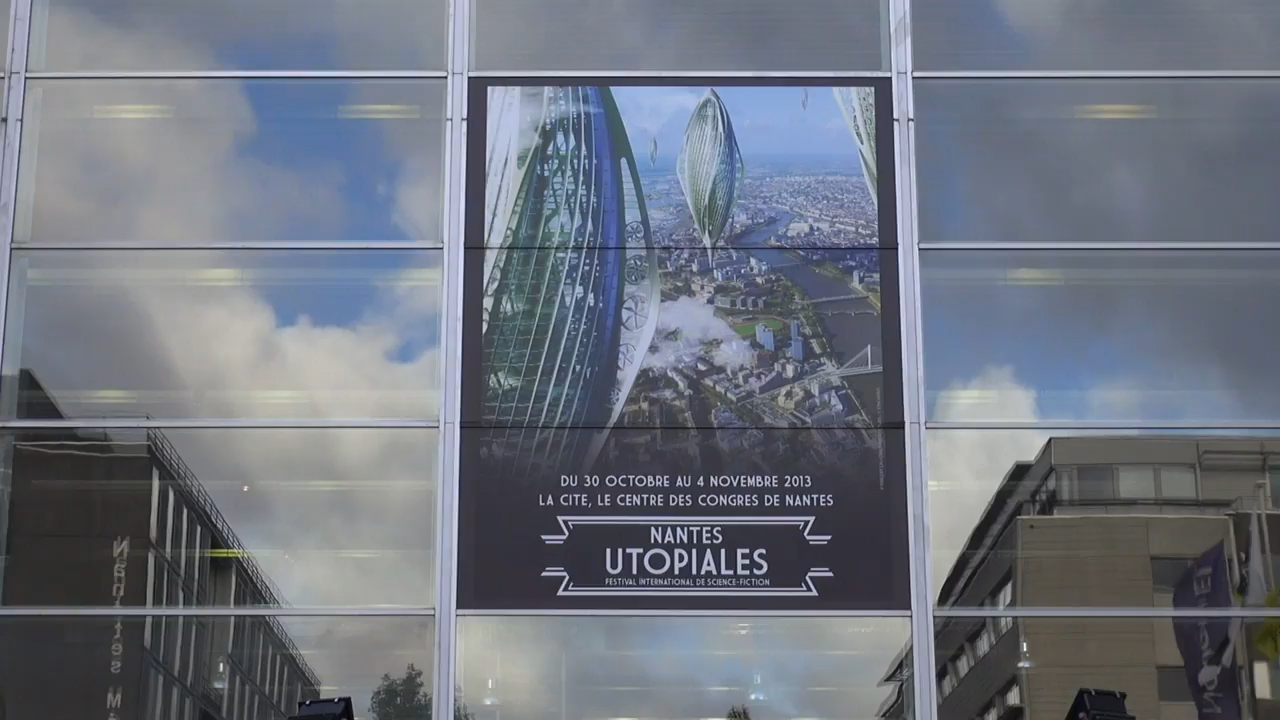 DU 30 OCTOBRE AU 4 NOVEMBRE 2013
LA CITE, LE CENTRE DES CONGRES DE NANTES
NANTES
UTOPIALES
FESTIVAL INTERNATIONAL DE SCIENCE-FICTION
Nantes M